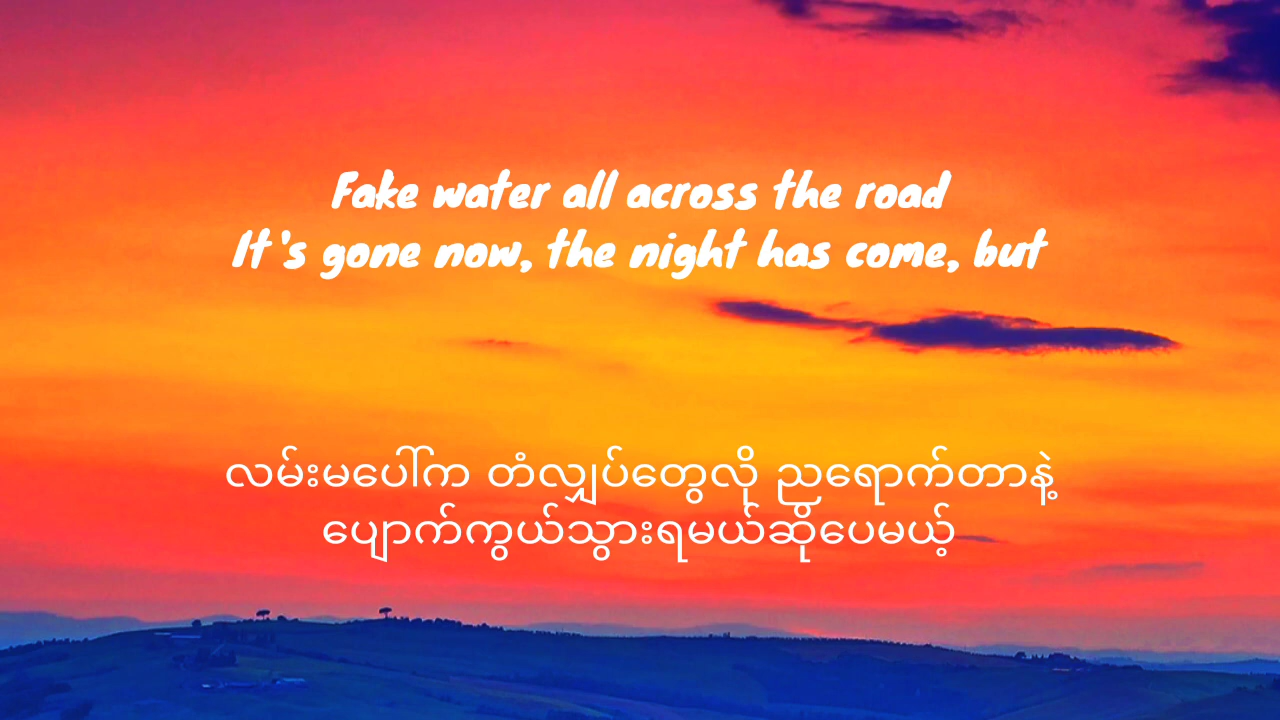 Fake water all across the road
It's gone now, the night has come, but
လမ်းမပေါ်က တံလျှပ်တွေလို ညရောက်တာနဲ့
ပျောက်ကွယ်သွားရမယ်ဆိုပေမယ့်